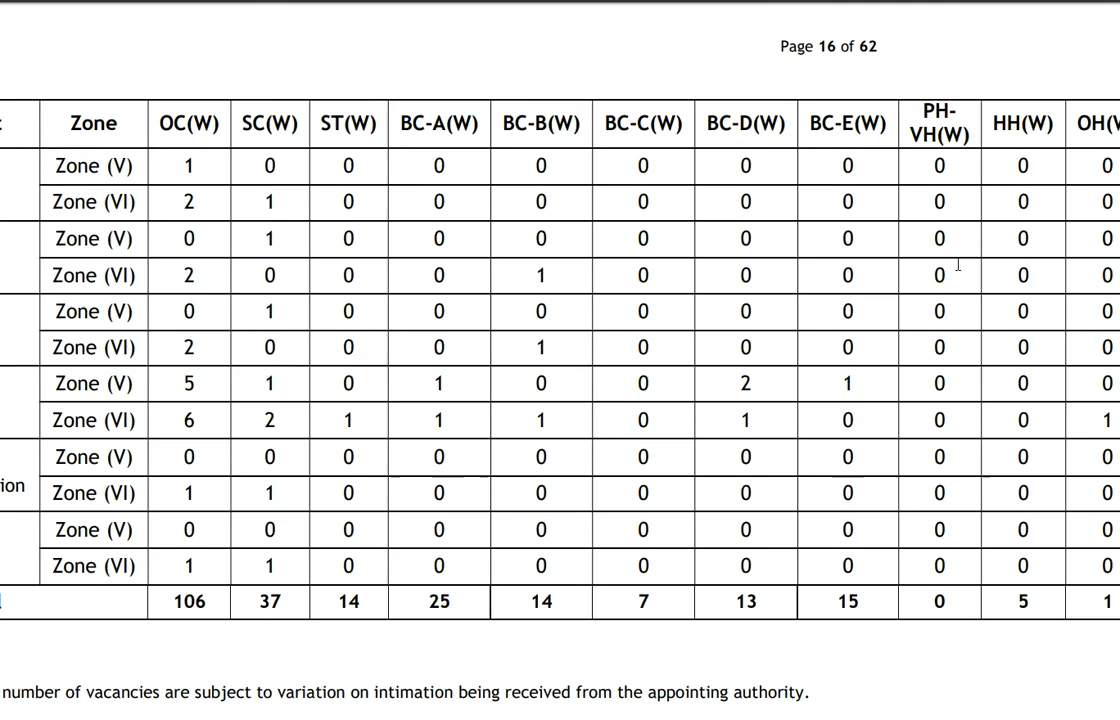 Page 16 of 62
Zone OC(W) SC(W) ST(W) BC-A(W) BC-B(W) BC-C(W) BC-D(W) BC-E(W) PH-VH(W) HH(W)
Zone (V) 1 0 0 0 0 0 0 0 0 0 0
Zone (VI) 2 1 0 0 0 0 0 0 0 0 0
Zone (V) 0 1 0 0 0 0 0 0 0 0 0
Zone (VI) 2 0 0 0 1 0 0 0 0 0 0
Zone (V) 0 1 0 0 0 0 0 0 0 0 0
Zone (VI) 2 0 0 0 1 0 0 0 0 0 0
Zone (V) 5 1 0 1 0 0 2 1 0 0 0
Zone (VI) 6 2 1 1 1 0 1 0 0 0 1
Zone (V) 0 0 0 0 0 0 0 0 0 0 0
Zone (VI) 1 1 0 0 0 0 0 0 0 0 0
Zone (V) 0 0 0 0 0 0 0 0 0 0 0
Zone (VI) 1 1 0 0 0 0 0 0 0 0 0
106 37 14 25 14 7 13 15 0 5 1
number of vacancies are subject to variation on intimation being received from the appointing authority.